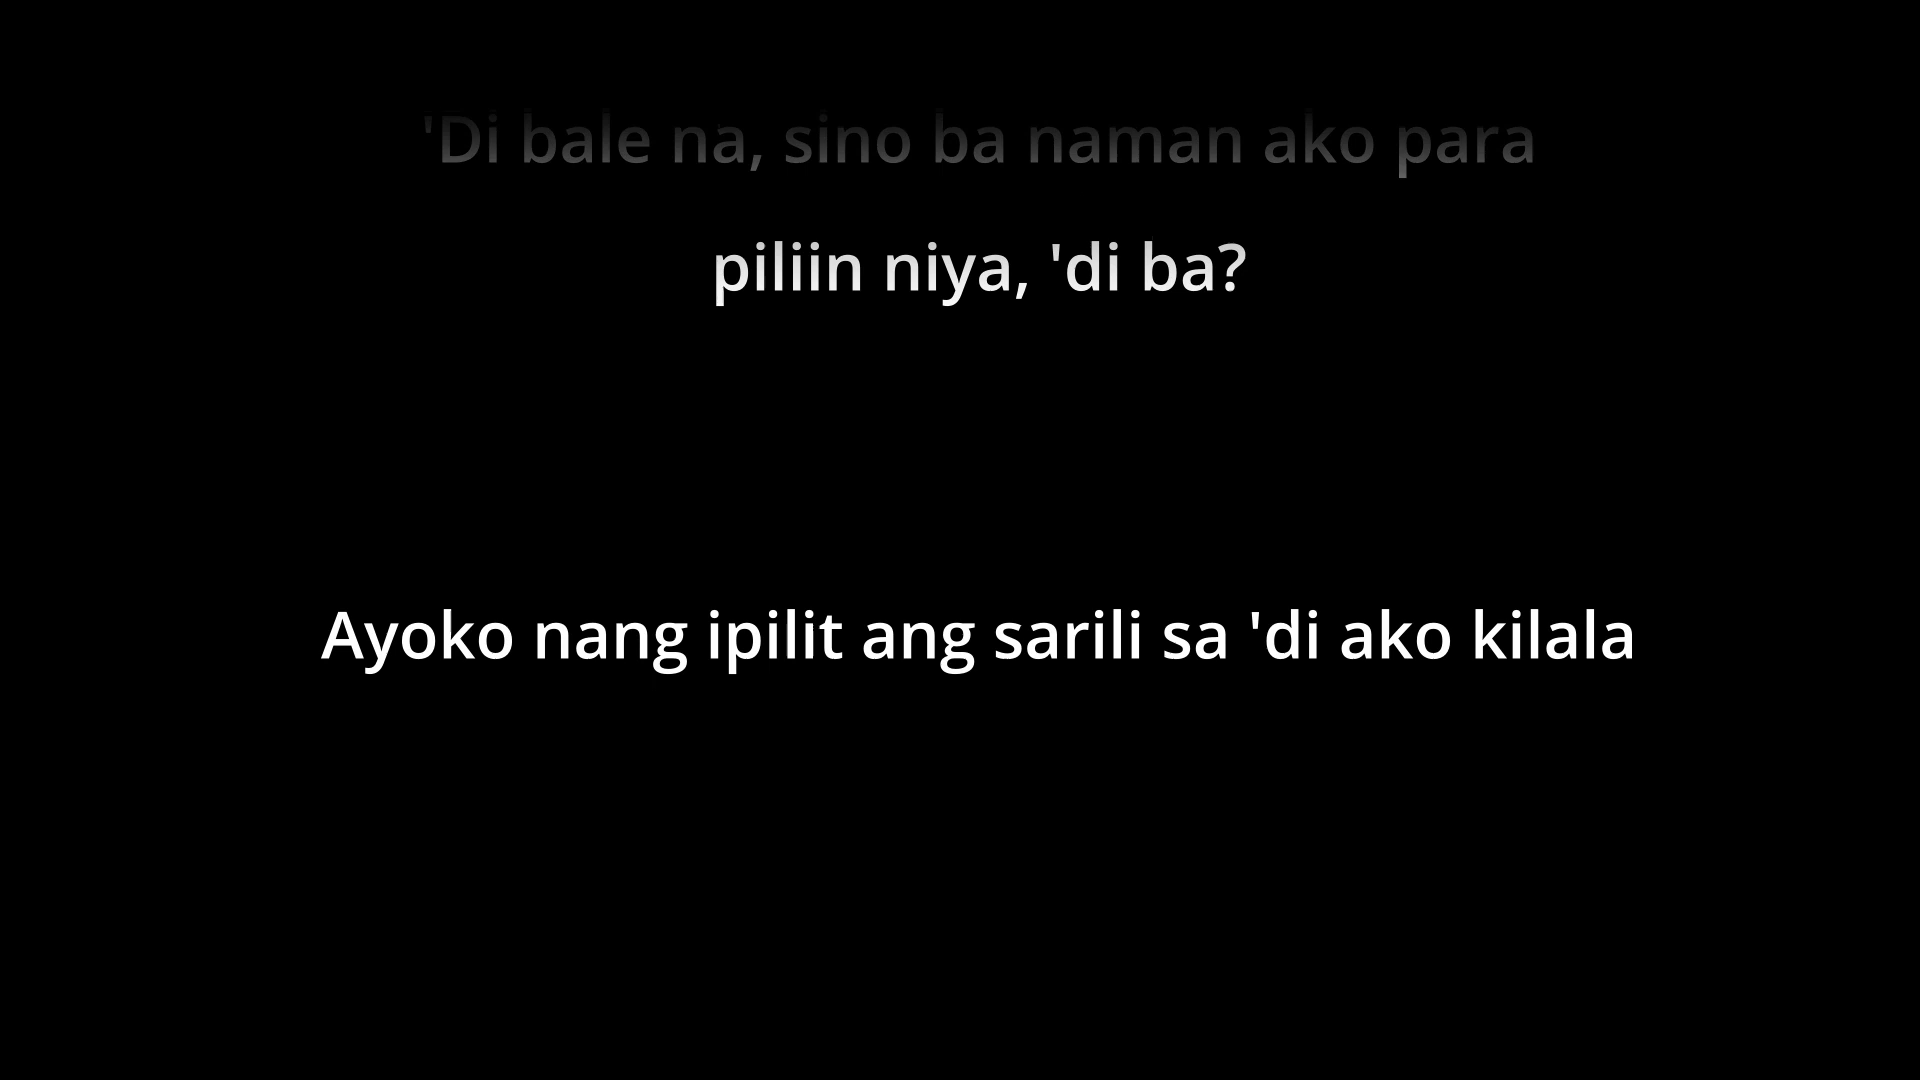 'Di bale na, sino ba naman ako para
piliin niya, 'di ba?
Ayoko nang ipilit ang sarili sa 'di ako kilala